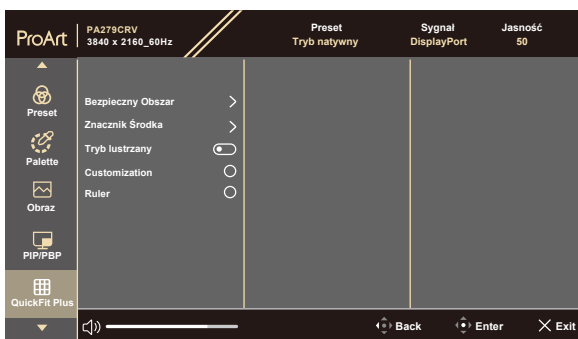 ProArt
PA279CRV
3840 x 2160_60Hz
Preset
Tryb natywny
Sygnał
DisplayPort
Jasność
50
Preset
Palette
Obraz
PIP/PBP
QuickFit Plus
Bezpieczny Obszar
Znacznik Środka
Tryb lustrzany
Customization
Ruler
Back
Enter
Exit